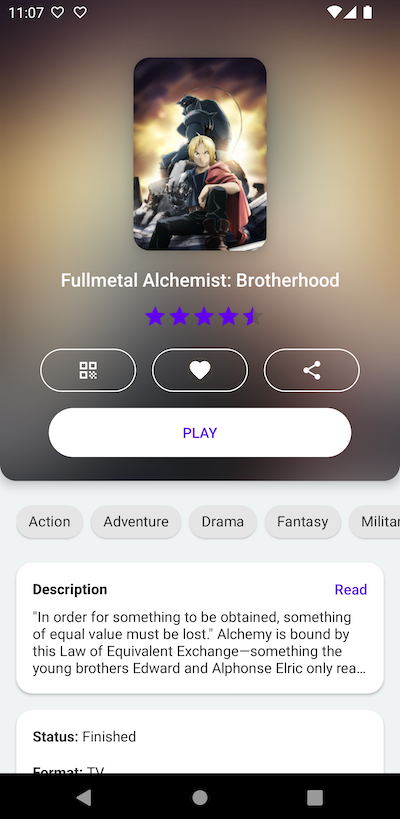 11:07
Fullmetal Alchemist: Brotherhood
PLAY
Action Adventure Drama Fantasy Militar
Description Read
"In order for something to be obtained, something
of equal value must be lost." Alchemy is bound by
this Law of Equivalent Exchange—something the
young brothers Edward and Alphonse Elric only rea...
Status: Finished
Format: TV